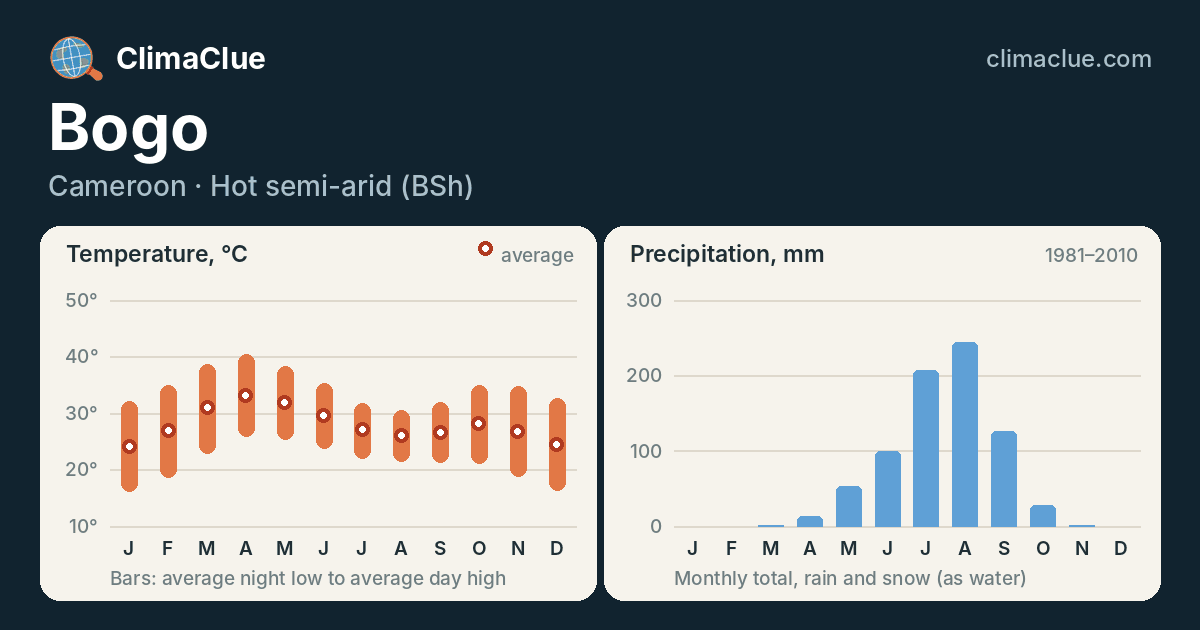 ClimaClue
climaclue.com
Bogo
Cameroon · Hot semi-arid (BSh)
Temperature, °C
average
50°
40°
30°
20°
10°
J F M A M J J A S O N D
Bars: average night low to average day high
Precipitation, mm
1981–2010
300
200
100
0
J F M A M J J A S O N D
Monthly total, rain and snow (as water)